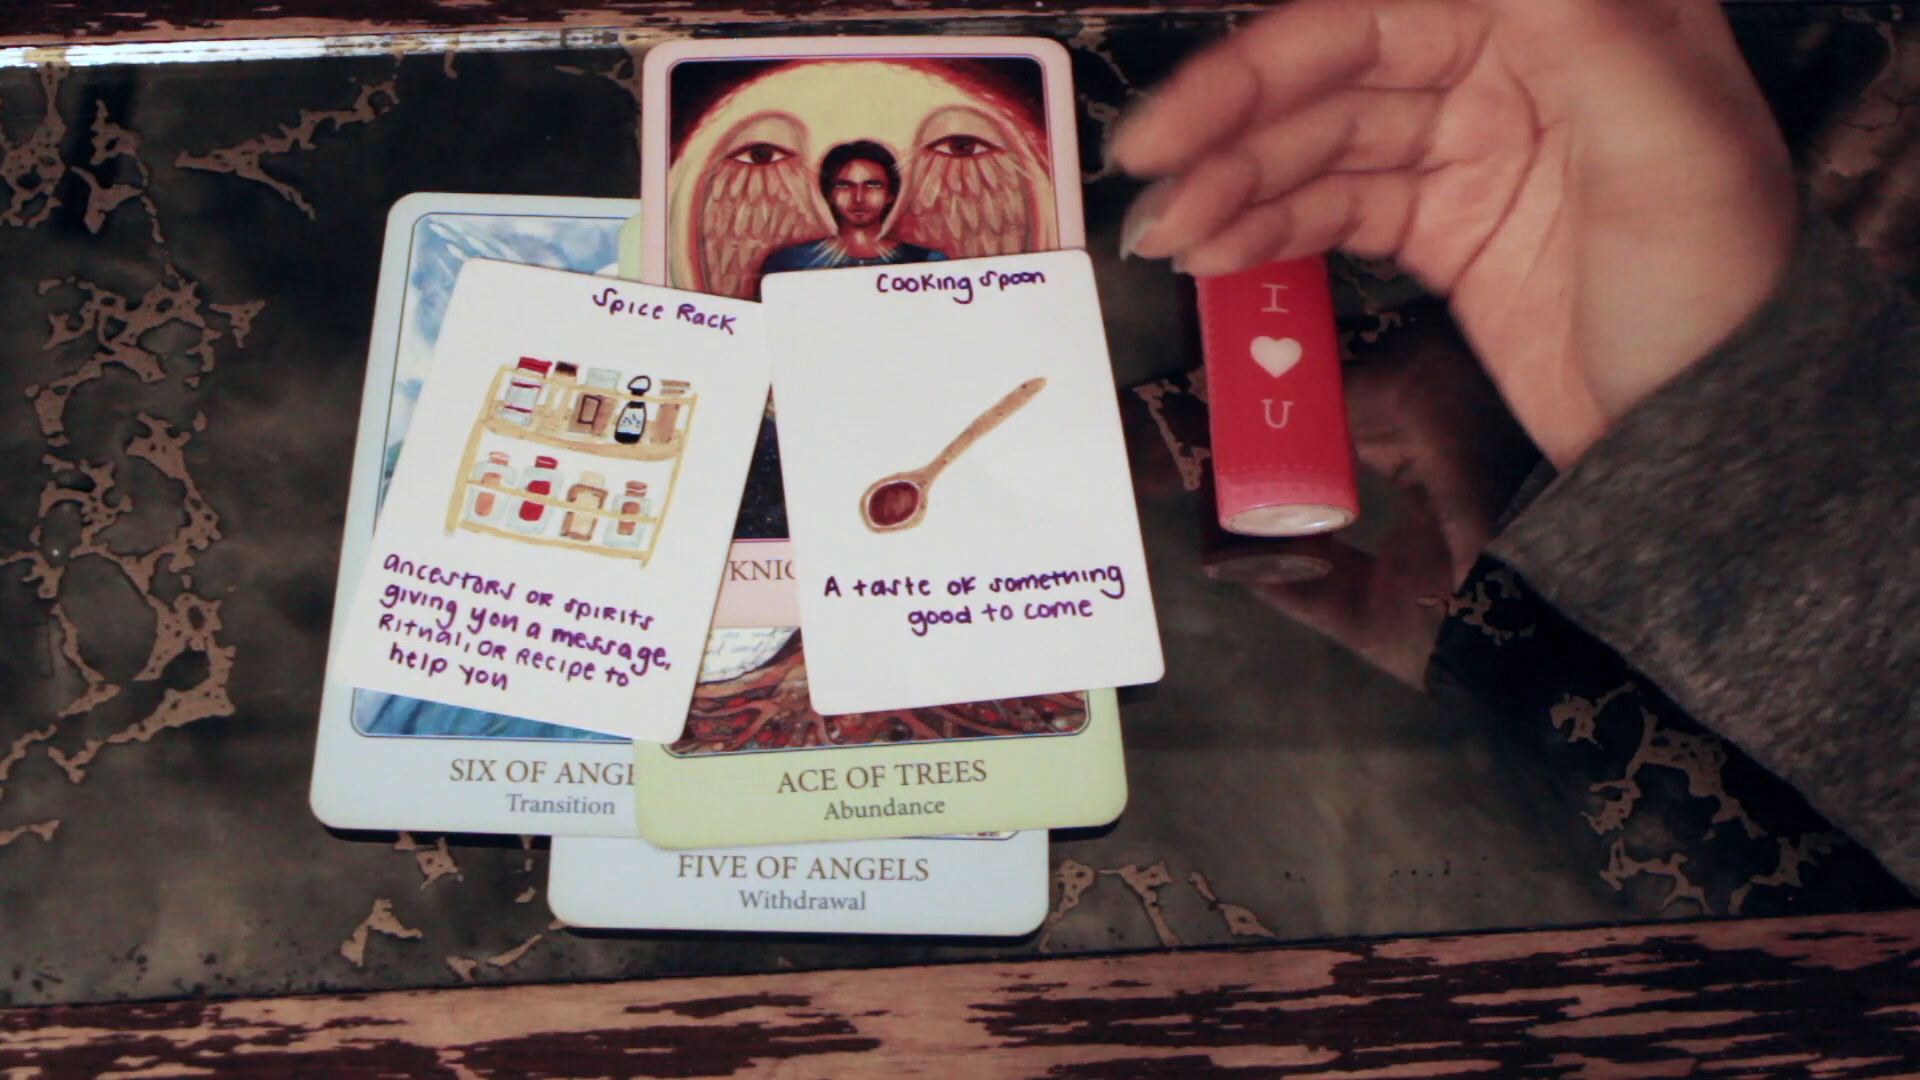 Spice Rack
ancestors or spirits
giving you a message,
Ritual, or Recipe to
help you
Cooking spoon
A taste of something
good to come
I
U
KNIG
SIX OF ANGE
Transition
ACE OF TREES
Abundance
FIVE OF ANGELS
Withdrawal